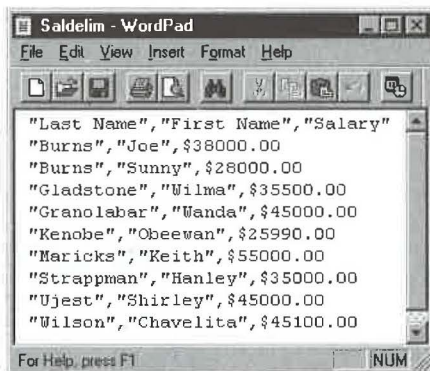 Saldelim - WordPad
File Edit View Insert Format Help
"Last Name","First Name","Salary"
"Burns","Joe",$38000.00
"Burns","Sunny",$28000.00
"Gladstone","Wilma",$35500.00
"Granolabar","Wanda",$45000.00
"Kenobe","Obeewan",$25990.00
"Maricks","Keith",$55000.00
"Strappman","Hanley",$35000.00
"Ujest","Shirley",$45000.00
"Wilson","Chavelita",$45100.00
For Help, press F1 NUM